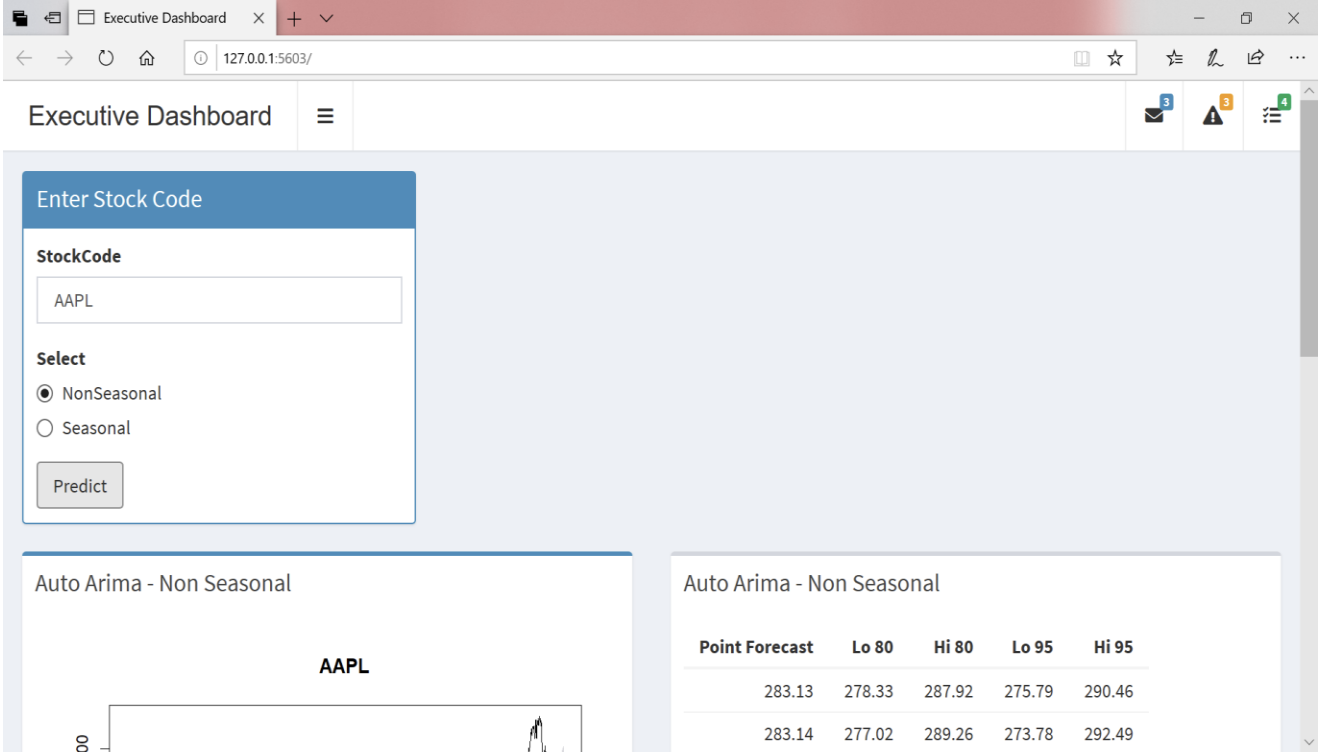 Executive Dashboard
127.0.0.1:5603/
Executive Dashboard
3
3
4
Enter Stock Code
StockCode
AAPL
Select
NonSeasonal
Seasonal
Predict
Auto Arima - Non Seasonal
AAPL
Auto Arima - Non Seasonal
Point Forecast Lo 80 Hi 80 Lo 95 Hi 95
283.13 278.33 287.92 275.79 290.46
283.14 277.02 289.26 273.78 292.49